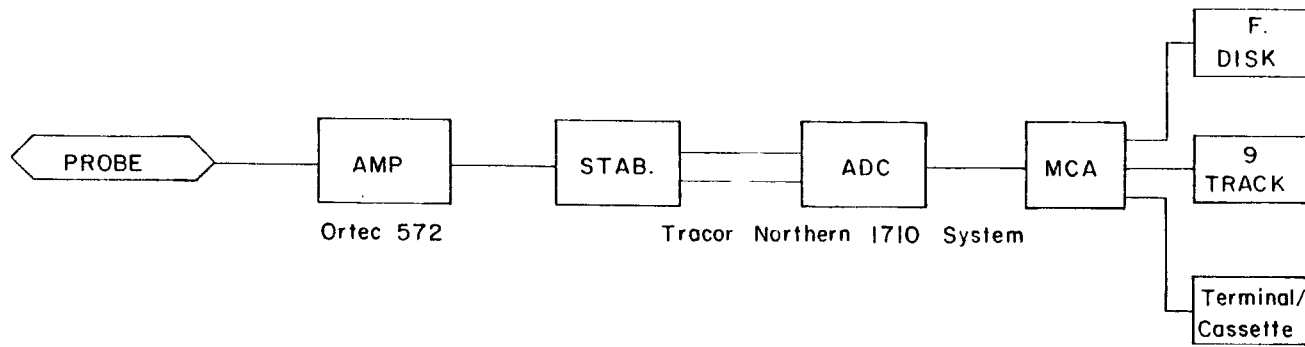 F.
DISK
PROBE
AMP
STAB.
ADC
MCA
9
TRACK
Ortec 572
Tracor Northern 1710 System
Terminal/
Cassette